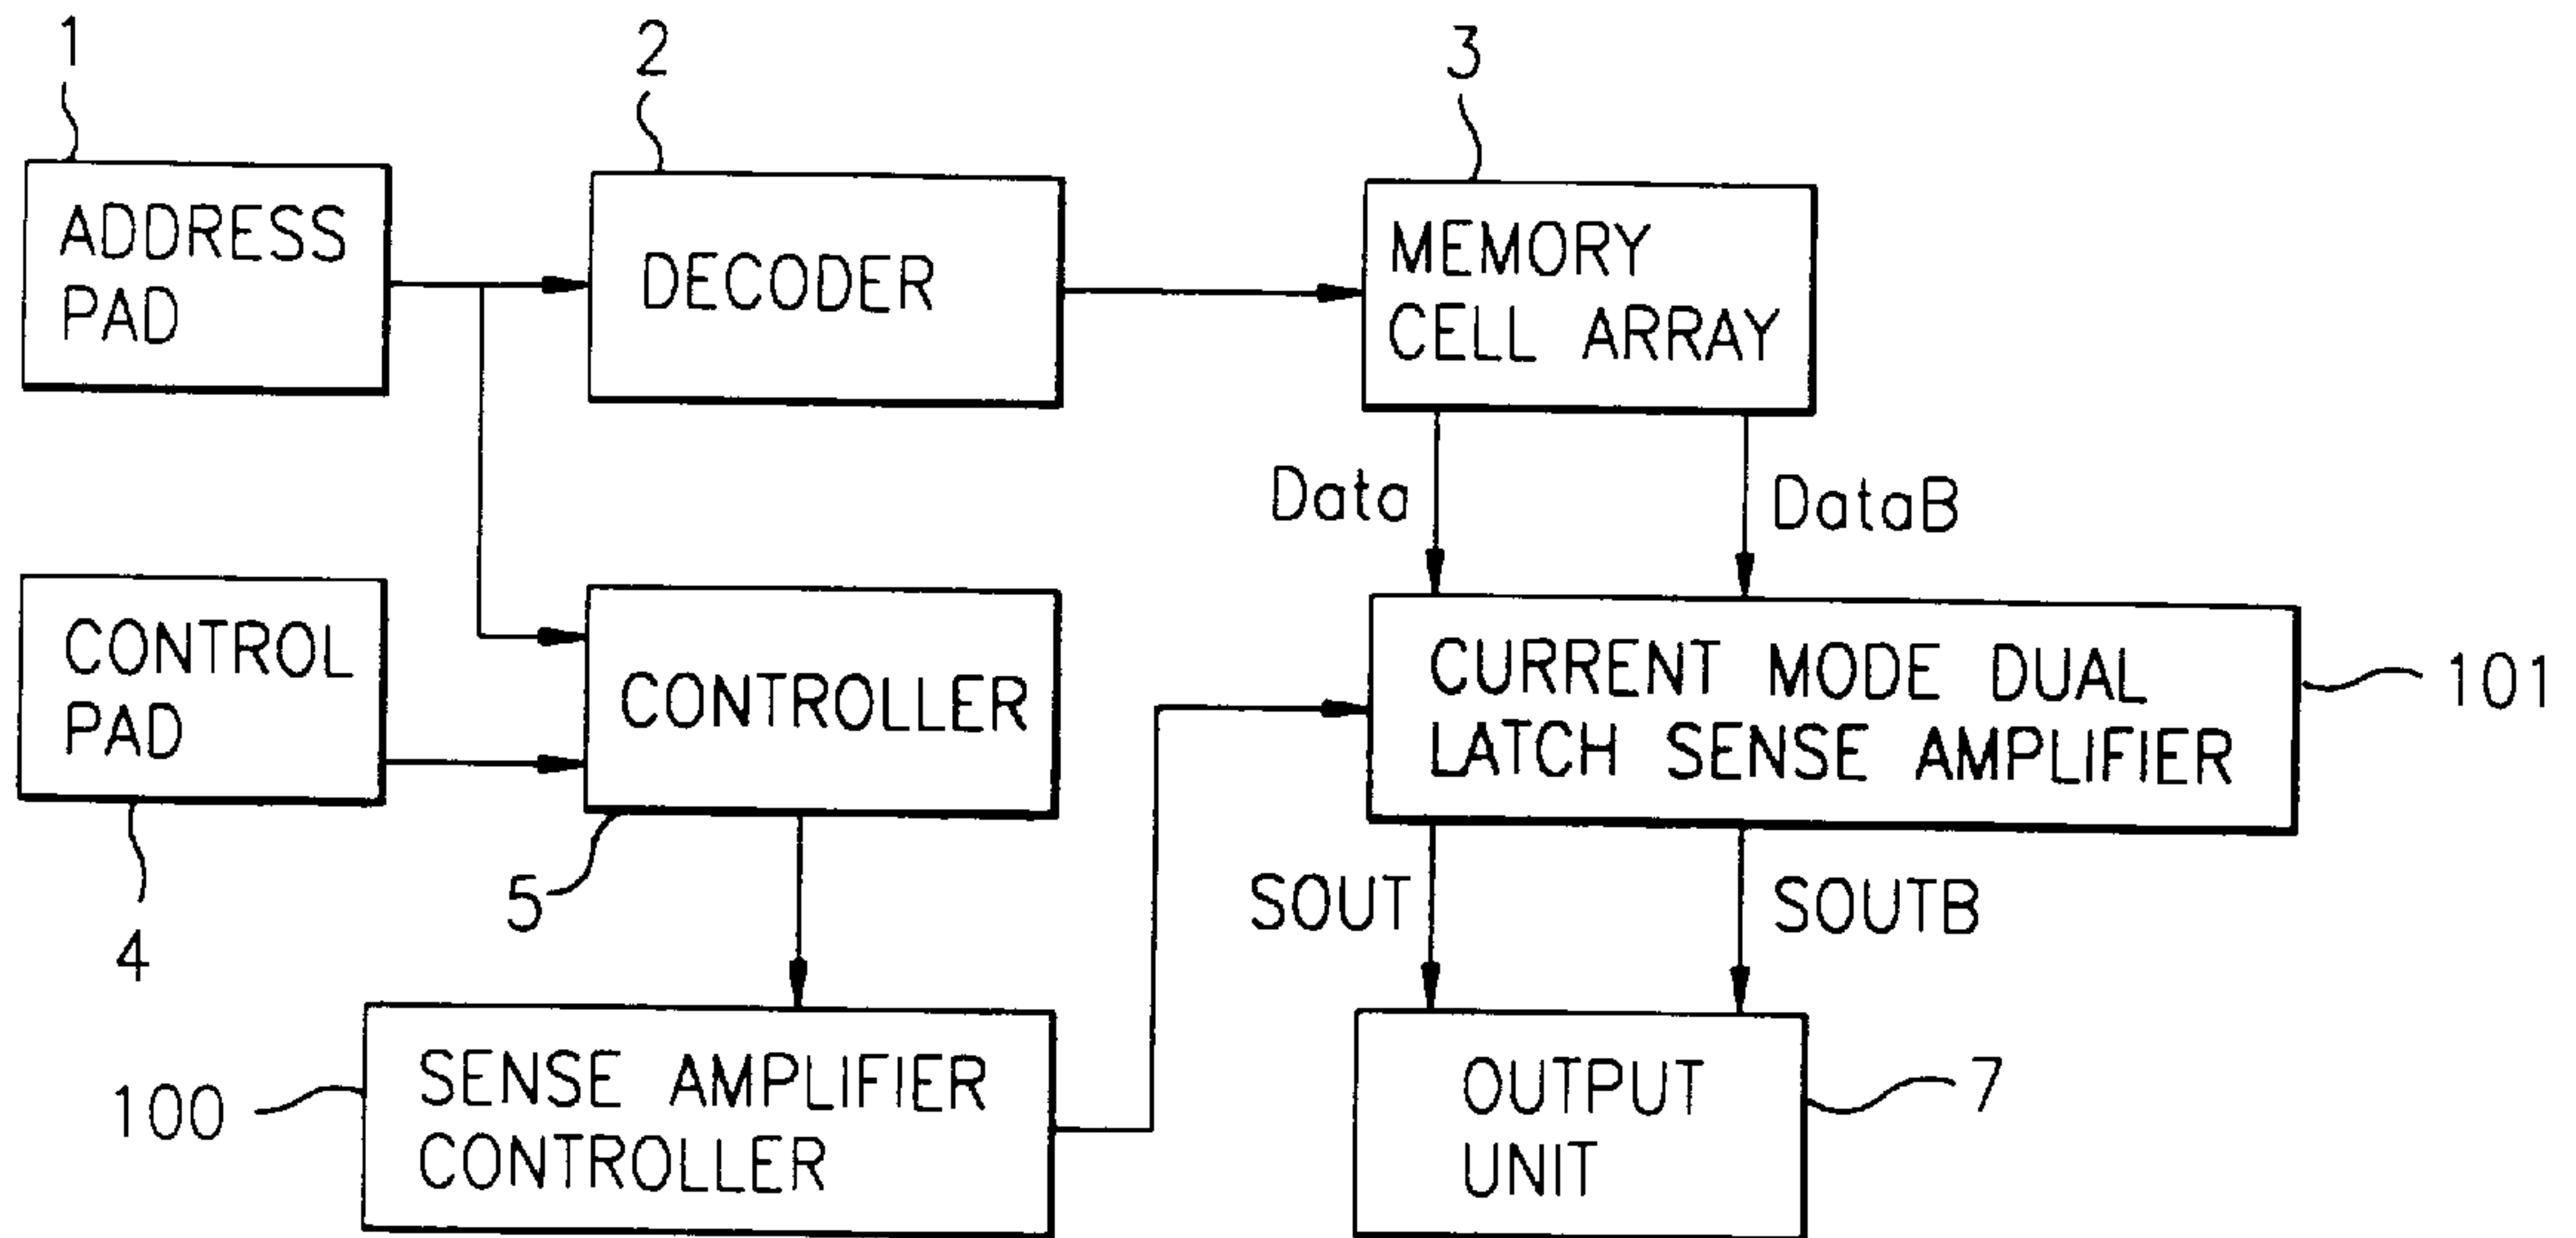 1
2
3
ADDRESS
PAD
DECODER
MEMORY
CELL ARRAY
Data
DataB
CONTROL
PAD
CONTROLLER
CURRENT MODE DUAL
LATCH SENSE AMPLIFIER
101
4
5
SOUT
SOUTB
100
SENSE AMPLIFIER
CONTROLLER
OUTPUT
UNIT
7